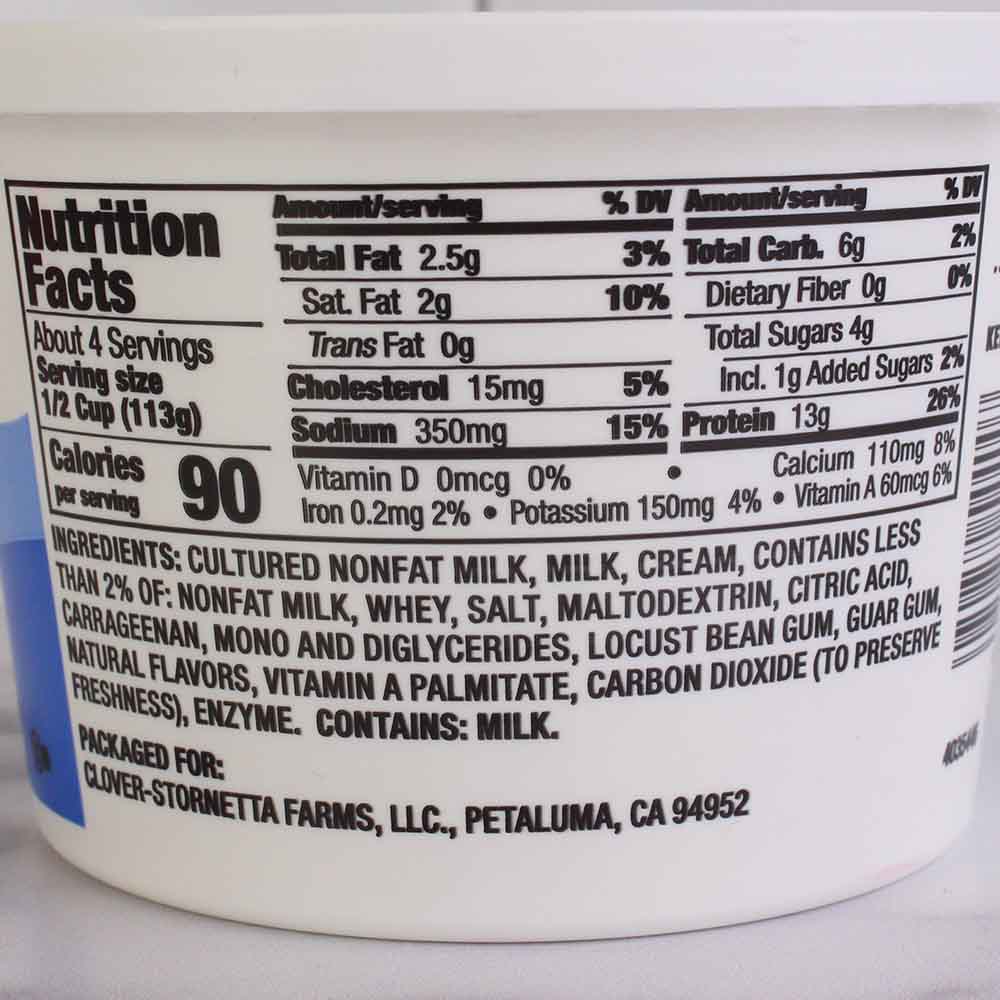 Nutrition
Facts
About 4 Servings
Serving size
1/2 Cup (113g)
Calories
per serving 90
Amount/serving % DV
Total Fat 2.5g 3%
Sat. Fat 2g 10%
Trans Fat 0g
Cholesterol 15mg 5%
Sodium 350mg 15%
Amount/serving % DV
Total Carb. 6g 2%
Dietary Fiber 0g 0%
Total Sugars 4g
Incl. 1g Added Sugars 2%
Protein 13g 26%
Vitamin D 0mcg 0% • Calcium 110mg 8%
Iron 0.2mg 2% • Potassium 150mg 4% • Vitamin A 60mcg 6%
INGREDIENTS: CULTURED NONFAT MILK, MILK, CREAM, CONTAINS LESS
THAN 2% OF: NONFAT MILK, WHEY, SALT, MALTODEXTRIN, CITRIC ACID,
CARRAGEENAN, MONO AND DIGLYCERIDES, LOCUST BEAN GUM, GUAR GUM,
NATURAL FLAVORS, VITAMIN A PALMITATE, CARBON DIOXIDE (TO PRESERVE
FRESHNESS), ENZYME. CONTAINS: MILK.
PACKAGED FOR:
CLOVER-STORNETTA FARMS, LLC., PETALUMA, CA 94952